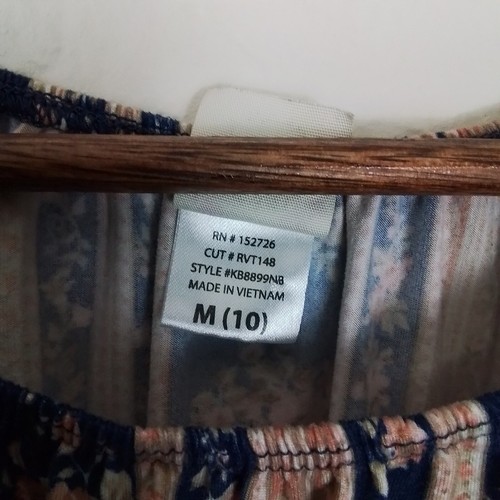 RN # 152726
CUT # RVT148
STYLE #KB8899NB
MADE IN VIETNAM
M (10)